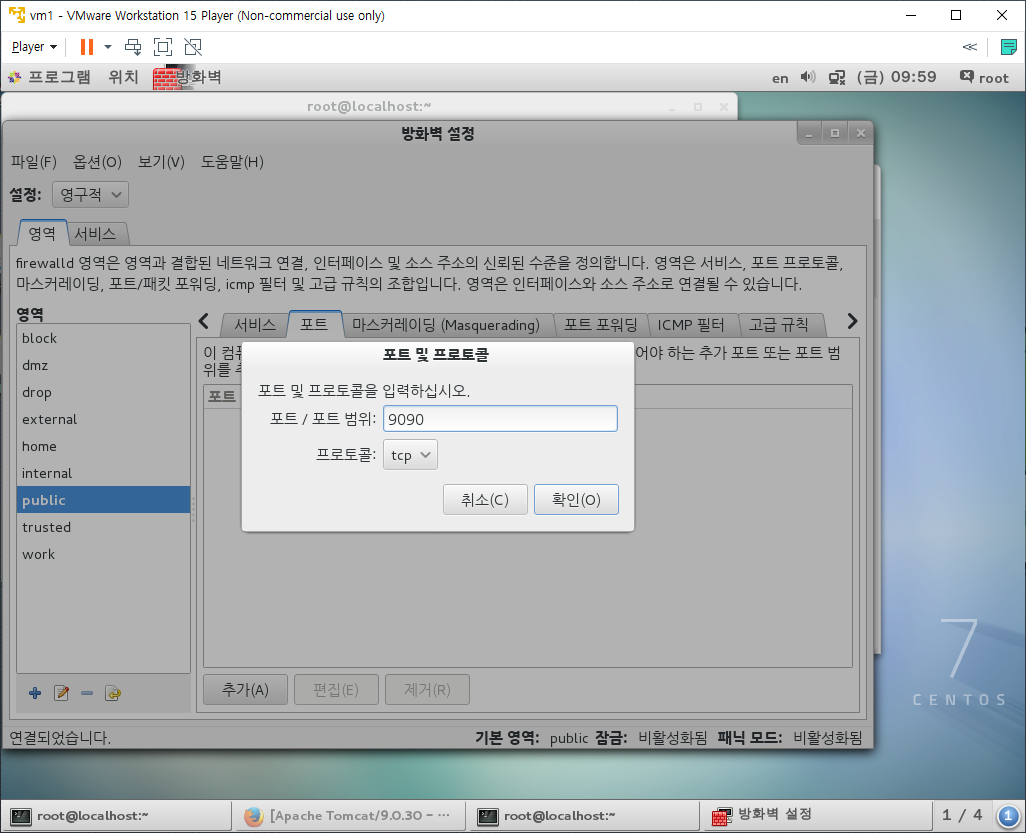 vm1 - VMware Workstation 15 Player (Non-commercial use only)
Player
프로그램 위치 방화벽 en (금) 09:59 root
root@localhost:~
방화벽 설정
파일(F) 옵션(O) 보기(V) 도움말(H)
설정: 영구적
영역 서비스
firewalld 영역은 영역과 결합된 네트워크 연결, 인터페이스 및 소스 주소의 신뢰된 수준을 정의합니다. 영역은 서비스, 포트 프로토콜,
마스커레이딩, 포트/패킷 포워딩, icmp 필터 및 고급 규칙의 조합입니다. 영역은 인터페이스와 소스 주소로 연결될 수 있습니다.
영역
서비스 포트 마스커레이딩 (Masquerading) 포트 포워딩 ICMP 필터 고급 규칙
block
dmz
drop
external
home
internal
public
trusted
work
이 컴퓨 어야 하는 추가 포트 또는 포트 범
위를
포트
포트 및 프로토콜
포트 및 프로토콜을 입력하십시오.
포트 / 포트 범위: 9090
프로토콜: tcp
취소(C) 확인(O)
추가(A) 편집(E) 제거(R)
연결되었습니다.
기본 영역: public 잠금: 비활성화됨 패닉 모드: 비활성화됨
7
CENTOS
root@localhost:~ [Apache Tomcat/9.0.30 - ··· root@localhost:~ 방화벽 설정 1 / 4 1